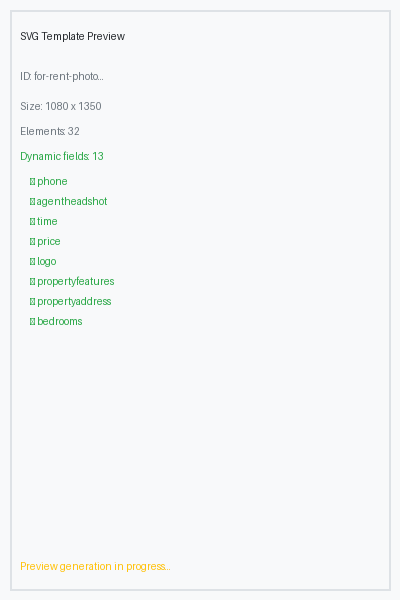 SVG Template Preview
ID: for-rent-photo...
Size: 1080 x 1350
Elements: 32
Dynamic fields: 13
phone
agentheadshot
time
price
logo
propertyfeatures
propertyaddress
bedrooms
Preview generation in progress...